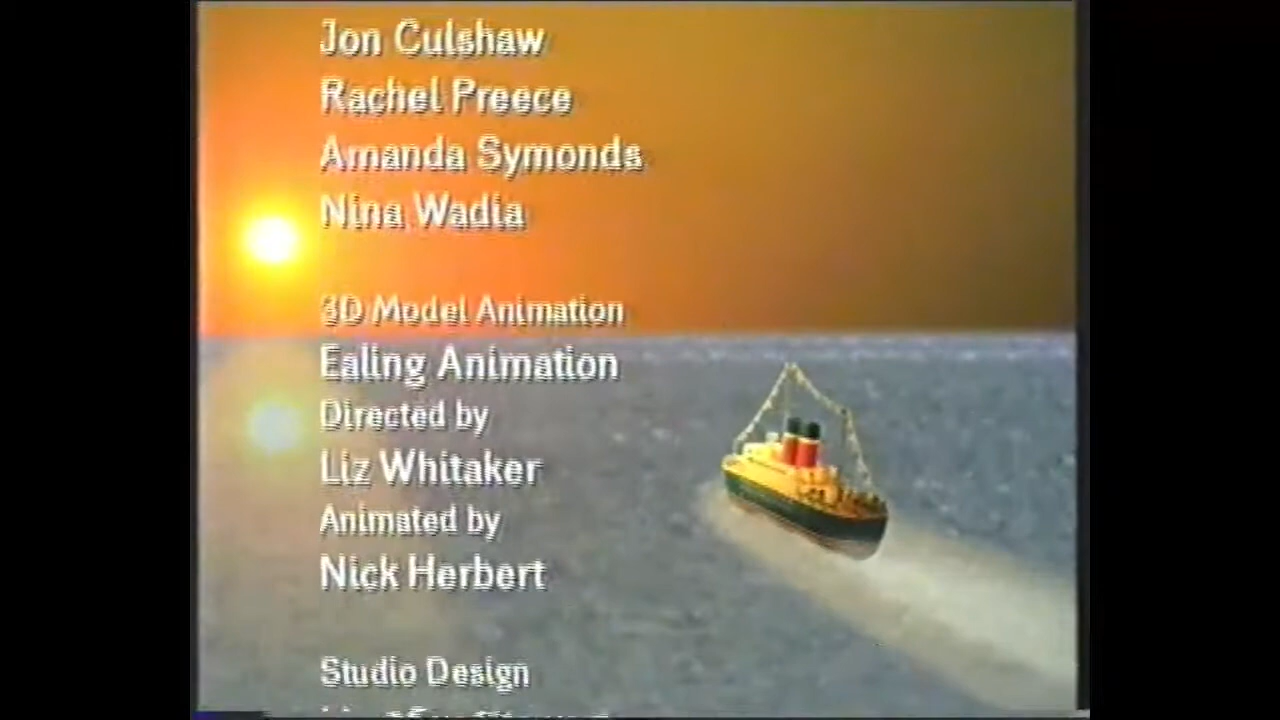 Jon Culshaw
Rachel Preece
Amanda Symonds
Nina Wadia
3D Model Animation
Ealing Animation
Directed by
Liz Whitaker
Animated by
Nick Herbert
Studio Design